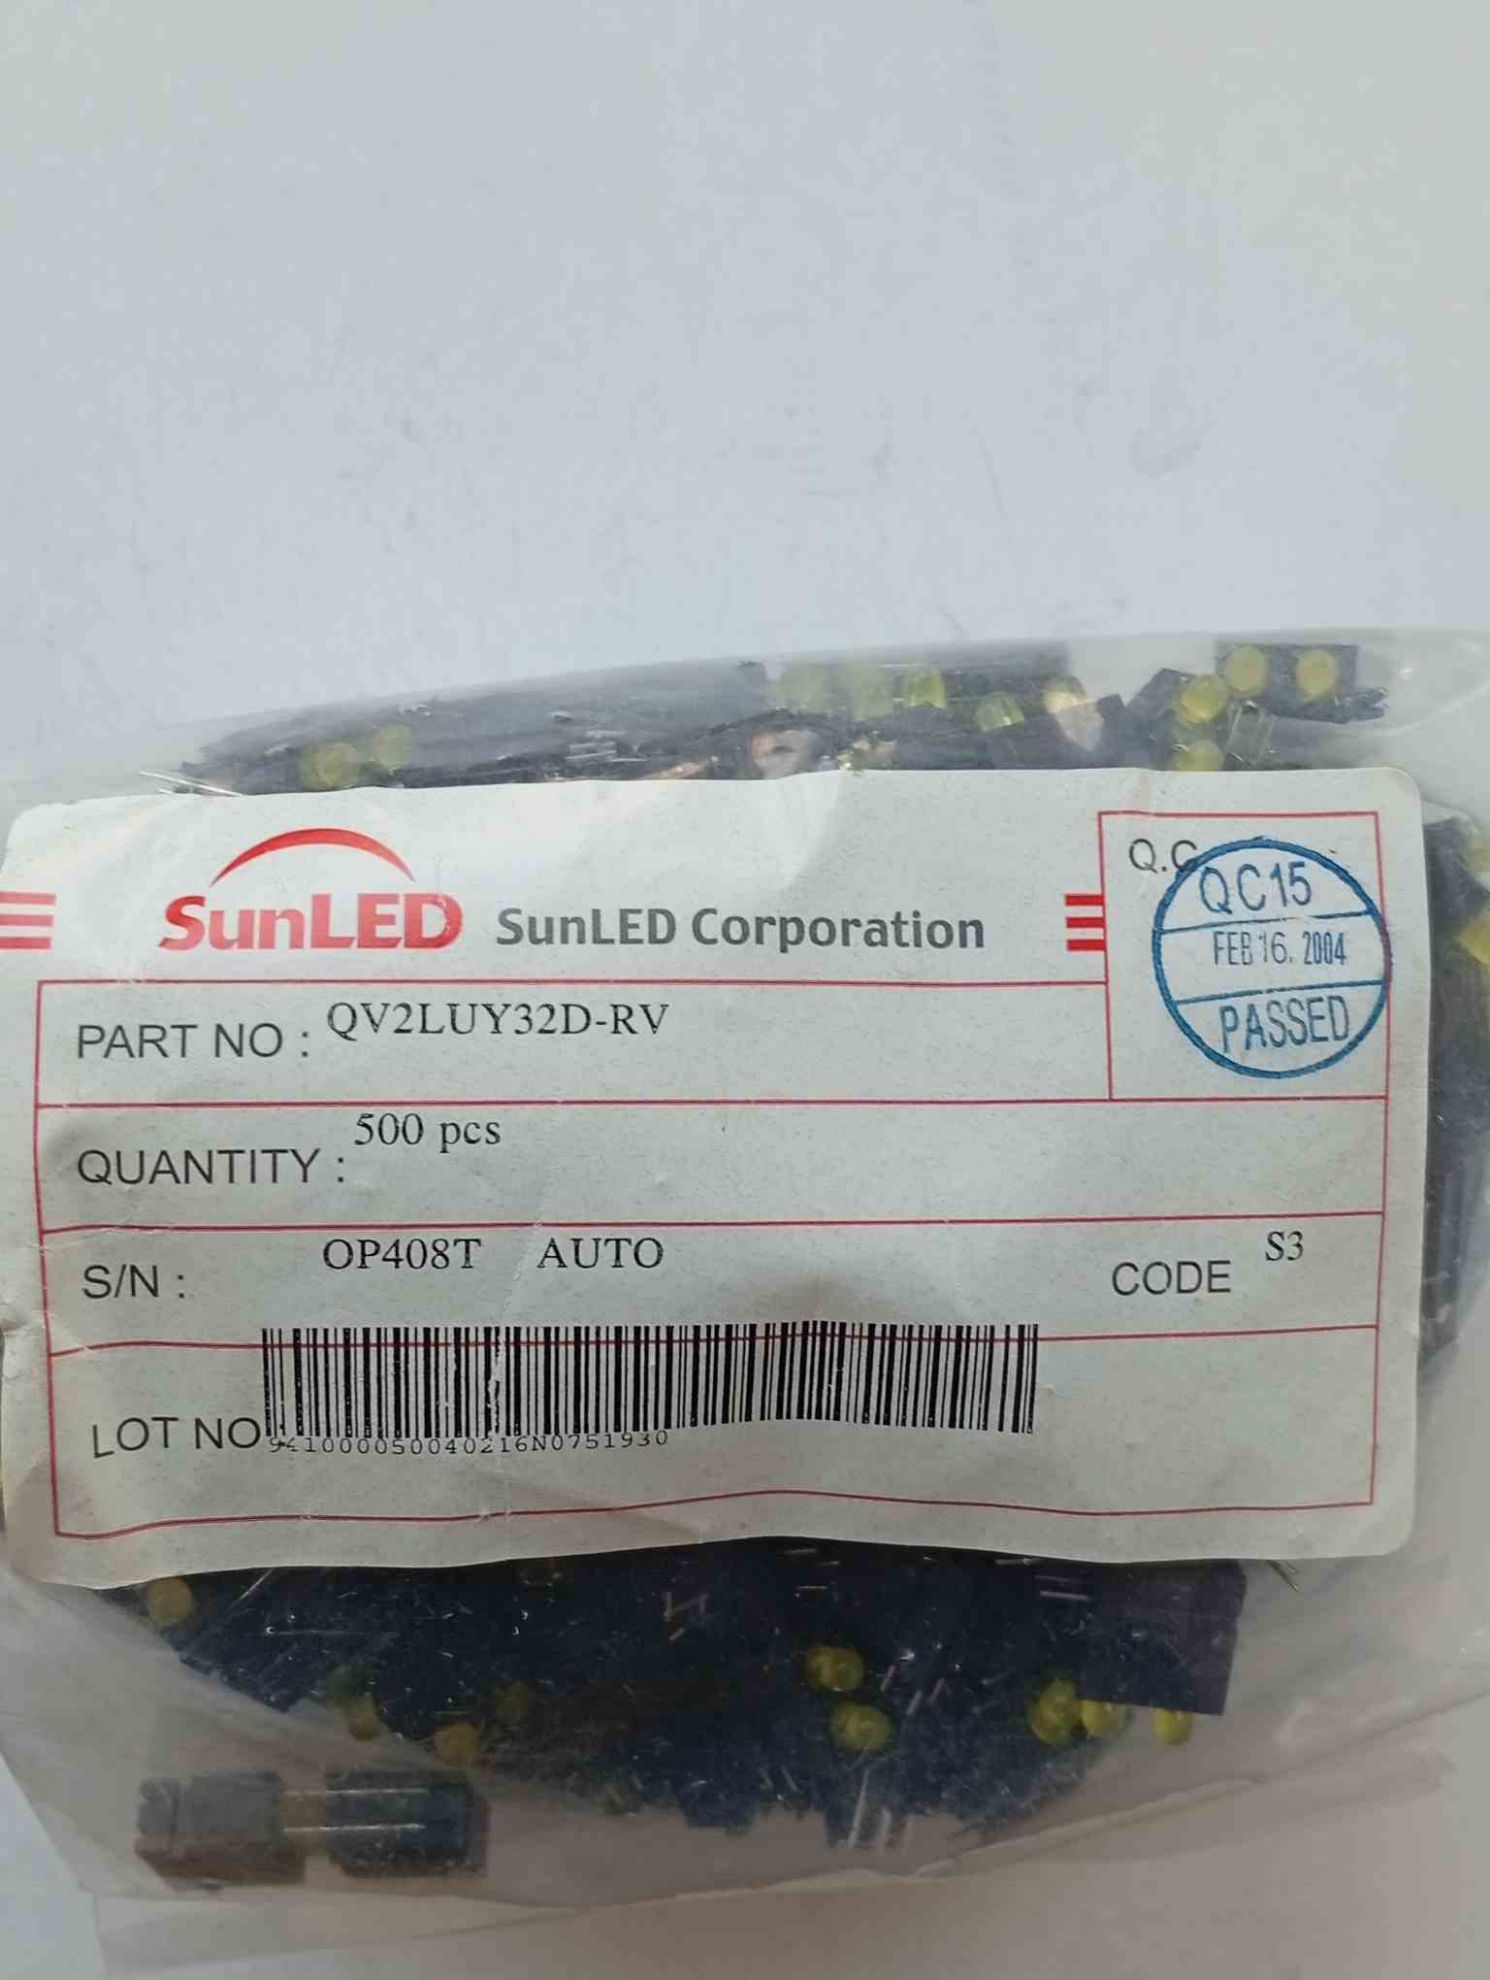 SunLED SunLED Corporation
Q.C
QC15
FEB 16. 2004
PASSED
PART NO : QV2LUY32D-RV
QUANTITY : 500 pcs
S/N : OP408T AUTO CODE S3
LOT NO